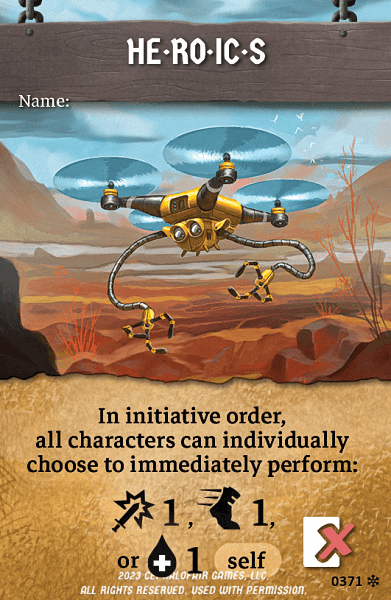 HE·RO·IC·S
Name:
In initiative order,
all characters can individually
choose to immediately perform:
1, 1,
or 1 self
2023 CEPHALOFAIR GAMES, LLC.
0371
ALL RIGHTS RESERVED. USED WITH PERMISSION.